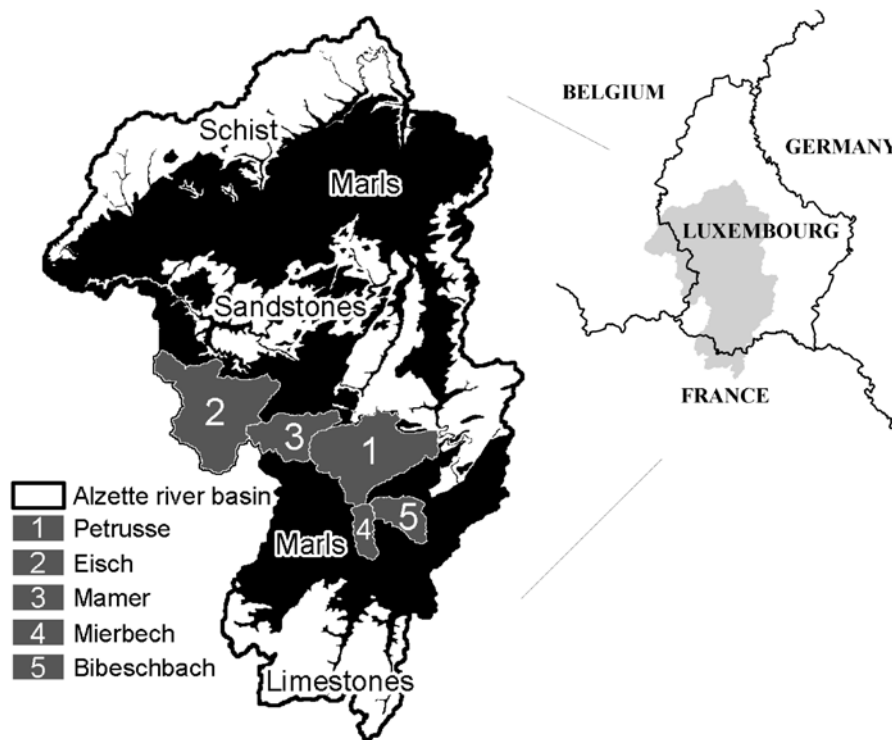 BELGIUM
GERMANY
LUXEMBOURG
FRANCE
Schist
Marls
Sandstones
2
3
1
4
5
Marls
Limestones
Alzette river basin
1 Petrusse
2 Eisch
3 Mamer
4 Mierbech
5 Bibeschbach